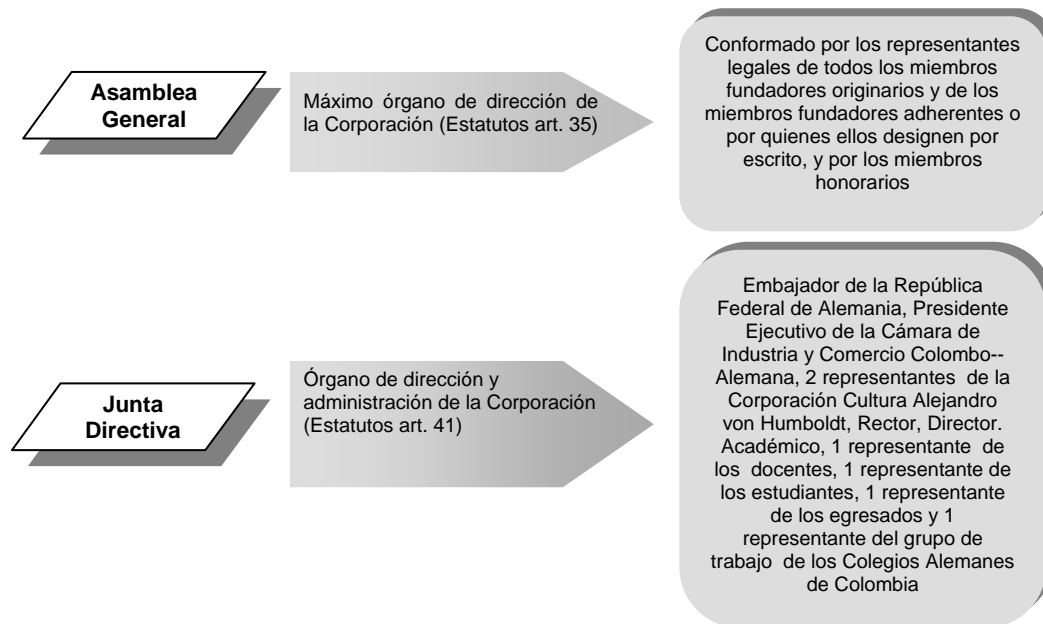 Asamblea
General
Máximo órgano de dirección de
la Corporación (Estatutos art. 35)
Conformado por los representantes
legales de todos los miembros
fundadores originarios y de los
miembros fundadores adherentes o
por quienes ellos designen por
escrito, y por los miembros
honorarios
Junta
Directiva
Órgano de dirección y
administración de la Corporación
(Estatutos art. 41)
Embajador de la República
Federal de Alemania, Presidente
Ejecutivo de la Cámara de
Industria y Comercio Colombo--
Alemana, 2 representantes de la
Corporación Cultura Alejandro
von Humboldt, Rector, Director.
Académico, 1 representante de
los docentes, 1 representante de
los estudiantes, 1 representante
de los egresados y 1
representante del grupo de
trabajo de los Colegios Alemanes
de Colombia